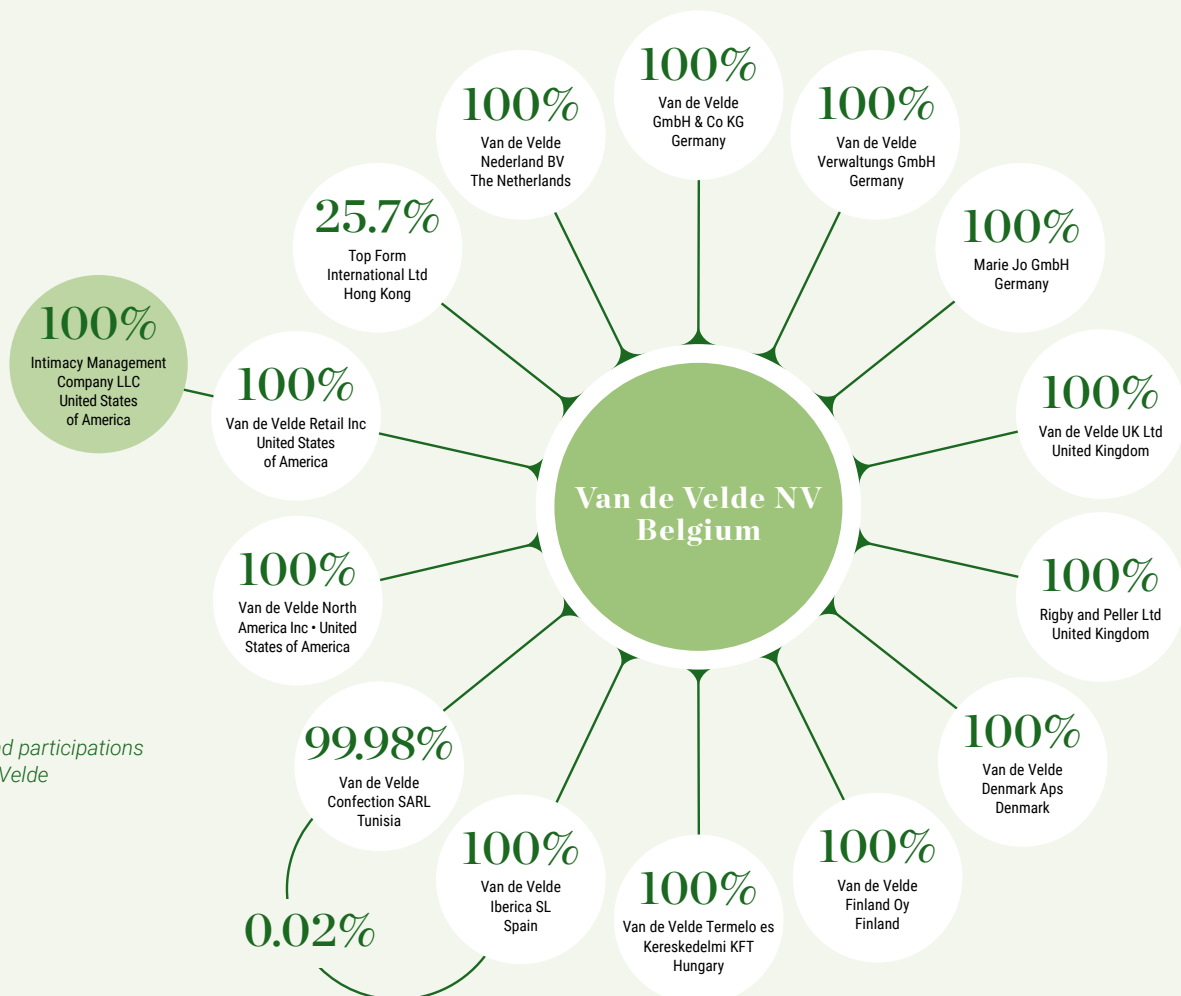 100%
Van de Velde
GmbH & Co KG
Germany
100%
Van de Velde
Nederland BV
The Netherlands
100%
Van de Velde
Verwaltungs GmbH
Germany
25.7%
Top Form
International Ltd
Hong Kong
100%
Marie Jo GmbH
Germany
100%
Intimacy Management
Company LLC
United States
of America
100%
Van de Velde Retail Inc
United States
of America
100%
Van de Velde UK Ltd
United Kingdom
Van de Velde NV
Belgium
100%
Van de Velde North
America Inc • United
States of America
100%
Rigby and Peller Ltd
United Kingdom
99.98%
Van de Velde
Confection SARL
Tunisia
100%
Van de Velde
Denmark Aps
Denmark
participations
Velde
100%
Van de Velde
Iberica SL
Spain
100%
Van de Velde Termelo es
Kereskedelmi KFT
Hungary
100%
Van de Velde
Finland Oy
Finland
0.02%